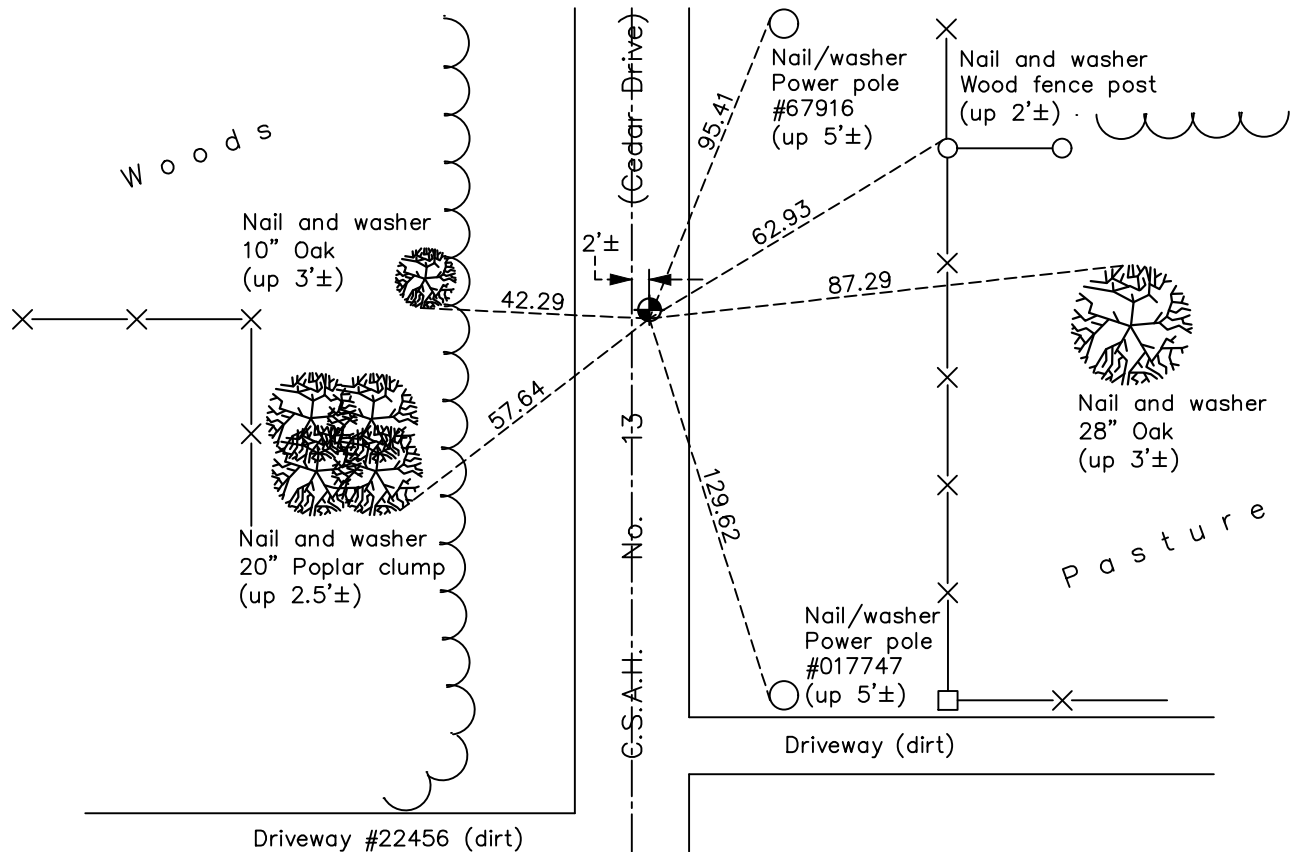 (Cedar Drive)
Nail/washer
Power pole
#67916
(up 5'±)
Nail and washer
Wood fence post
(up 2'±)
95.41
Woods
Nail and washer
10” Oak
(up 3'±)
2'±
62.93
42.29
87.29
57.64
Nail and washer
28” Oak
(up 3'±)
129.62
C.S.A.H. No. 13
Pasture
Nail and washer
20” Poplar clump
(up 2.5'±)
Nail/washer
Power pole
#017747
(up 5'±)
Driveway (dirt)
Driveway #22456 (dirt)